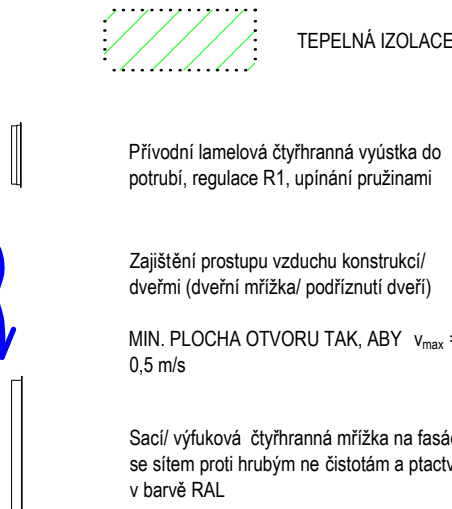 TEPELNÁ IZOLACE
Přívodní lamelová čtyřhranná vyústka do
potrubí, regulace R1, upínání pružinami
Zajištění prostupu vzduchu konstrukcí/
dveřmi (dveřní mřížka/ podříznutí dveří)
MIN. PLOCHA OTVORU TAK, ABY vmax =
0,5 m/s
Sací/ výfuková čtyřhranná mřížka na
se sítem proti hrubým ne čistotám a
v barvě RAL